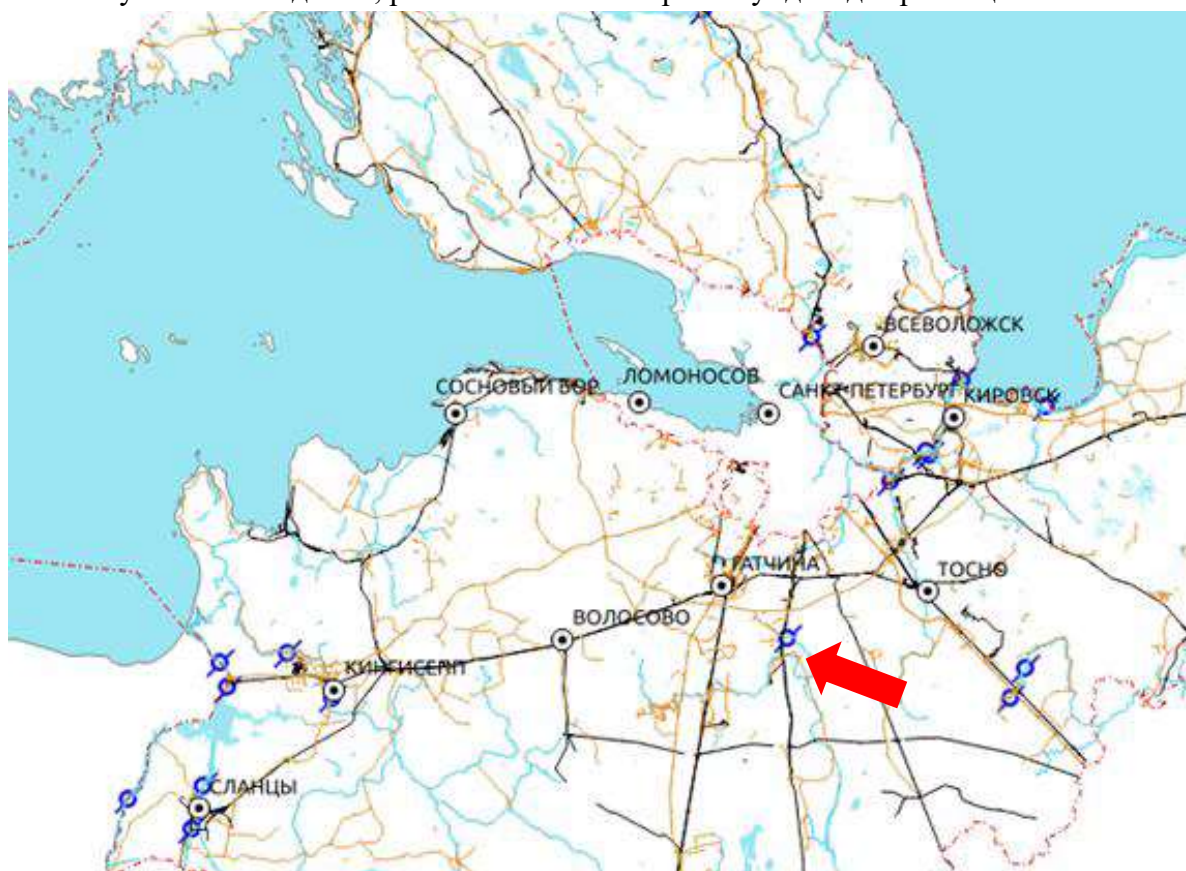 ВСЕВОЛОЖСК
ЛОМОНОСОВ
СОСНОВЫЙ БОР
САНКТ-ПЕТЕРБУРГ
КИРОВСК
ГАТЧИНА
ТОСНО
ВОЛОСОВО
КИНГИСЕПП
СЛАНЦЫ